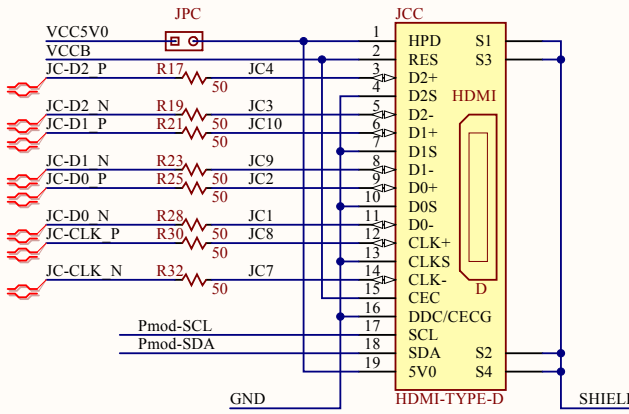 JPC JCC
VCC5V0 1 HPD S1
VCCB 2 RES S3
JC-D2_P R17 50 JC4 3 D2+
4 D2S HDMI
JC-D2_N R19 50 JC3 5 D2-
JC-D1_P R21 50 JC10 6 D1+
7 D1S
JC-D1_N R23 50 JC9 8 D1-
JC-D0_P R25 50 JC2 9 D0+
10 D0S
JC-D0_N R28 50 JC1 11 D0-
JC-CLK_P R30 50 JC8 12 CLK+
13 CLKS
JC-CLK_N R32 50 JC7 14 CLK- D
15 CEC
16 DDC/CECG
Pmod-SCL 17 SCL
Pmod-SDA 18 SDA S2
19 5V0 S4
GND HDMI-TYPE-D